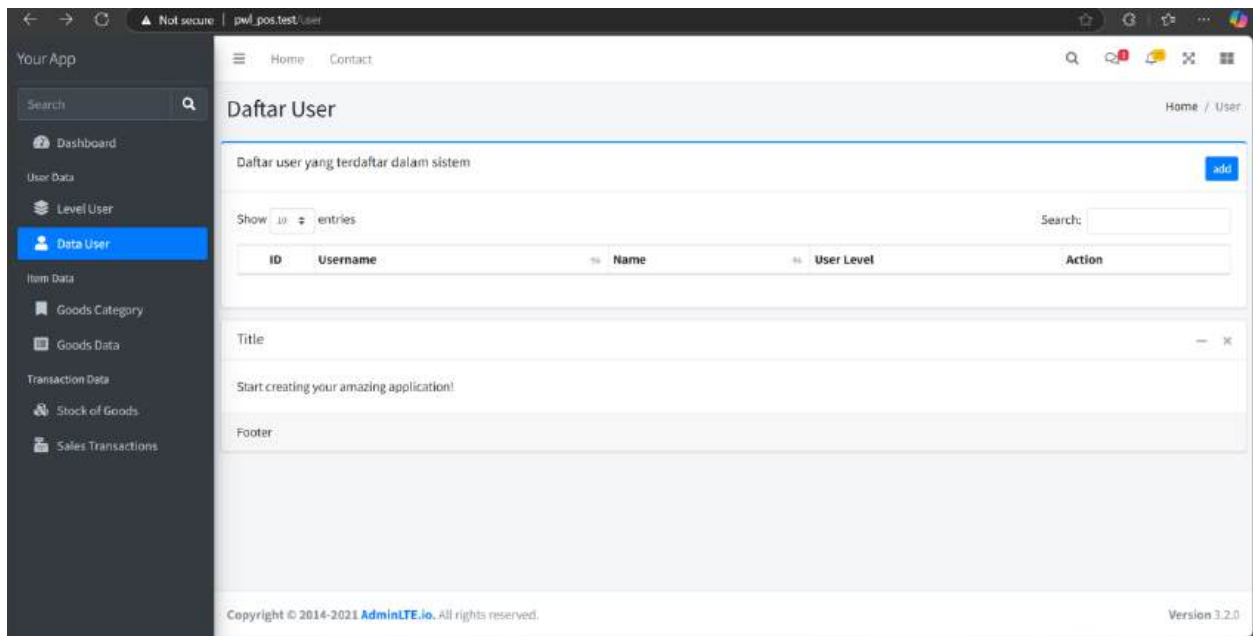 Not secure | pwl_pos.test/user
Your App
Home Contact
1
Search
Daftar User
Home / User
Dashboard
User Data
Daftar user yang terdaftar dalam sistem
add
Level User
Show 10 entries
Search:
Data User
ID Username Name User Level Action
Item Data
Goods Category
Goods Data
Title
Transaction Data
Start creating your amazing application!
Stock of Goods
Footer
Sales Transactions
Copyright © 2014-2021 AdminLTE.io. All rights reserved.
Version 3.2.0